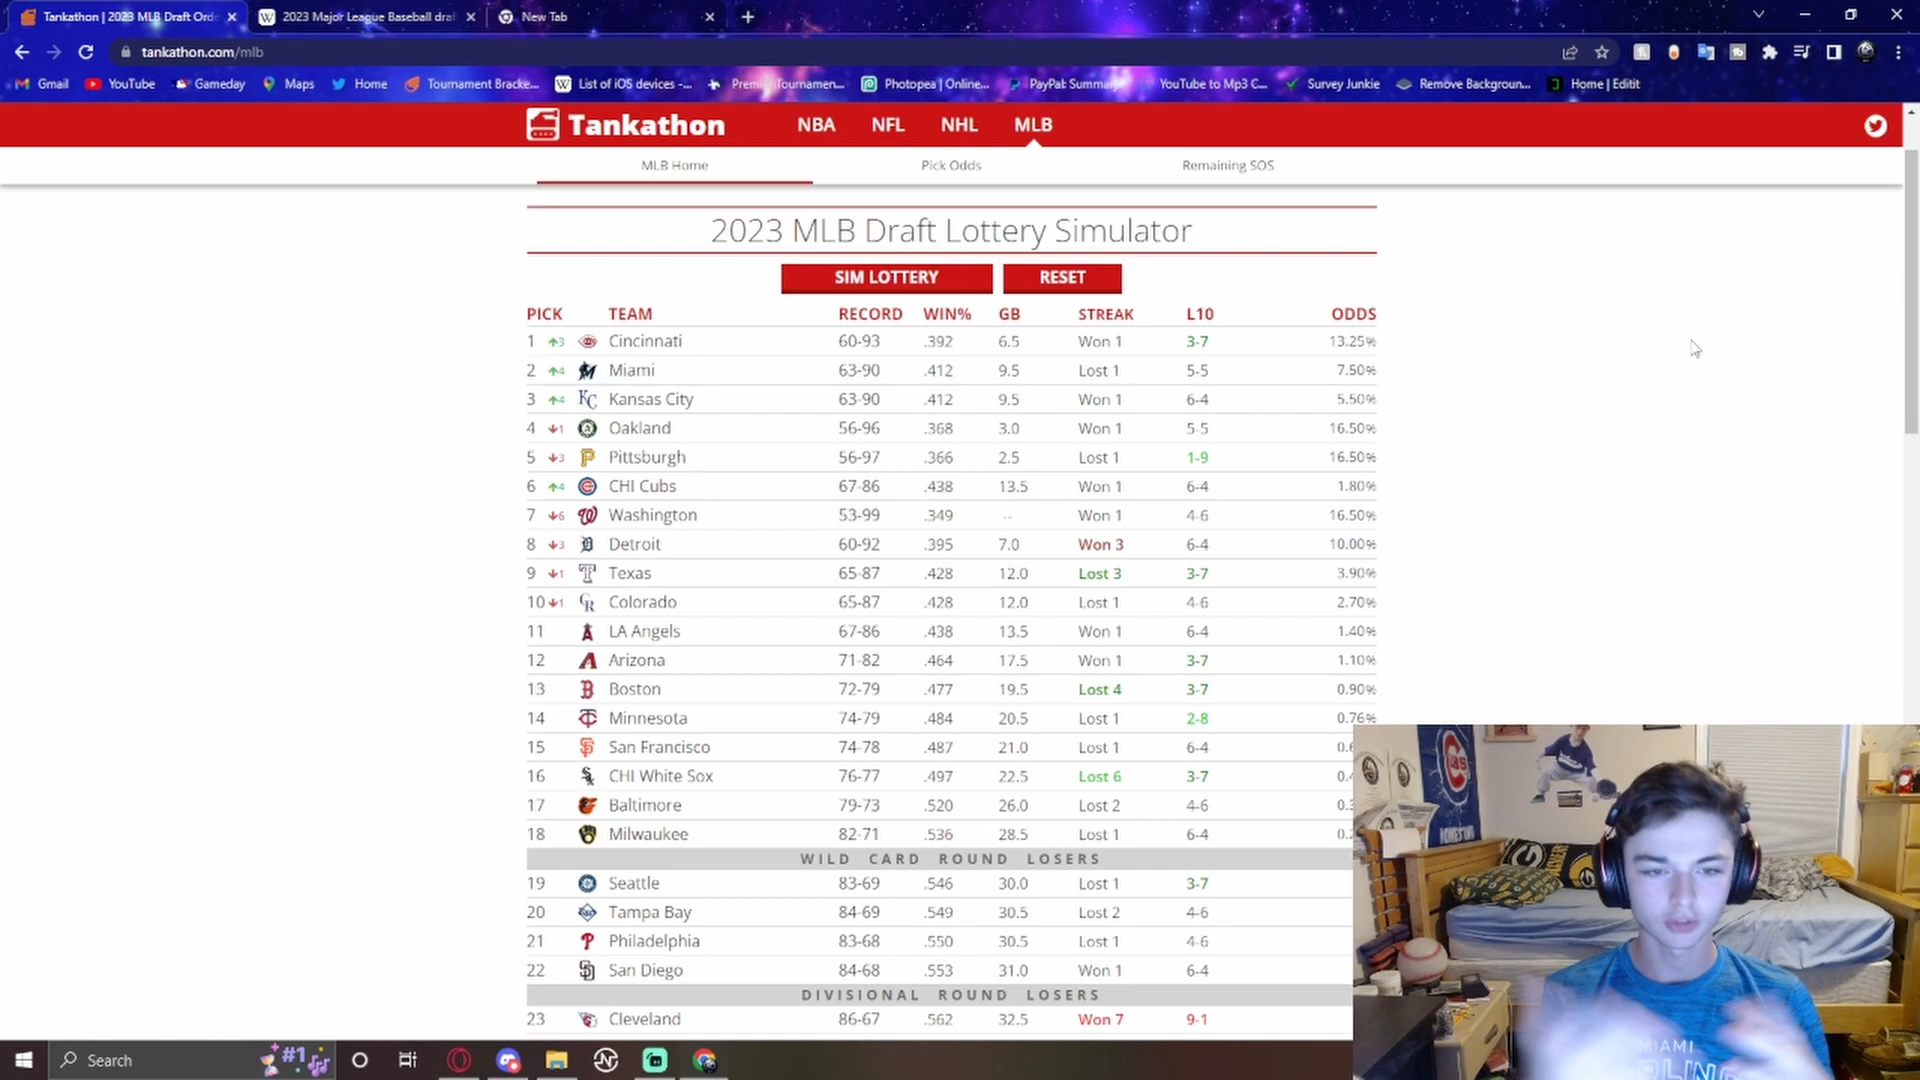 Tankathon | 2023 MLB Draft Orde
2023 Major League Baseball draf
New Tab
tankathon.com/mlb
Gmail YouTube Gameday Maps Home Tournament Bracke... List of iOS devices -... Premier Tournamen... Photopea | Online... PayPal: Summary YouTube to Mp3 C... Survey Junkie Remove Backgroun... Home | Editit
Tankathon NBA NFL NHL MLB
MLB Home Pick Odds Remaining SOS
2023 MLB Draft Lottery Simulator
SIM LOTTERY RESET
PICK TEAM RECORD WIN% GB STREAK L10 ODDS
1 3 Cincinnati 60-93 .392 6.5 Won 1 3-7 13.25%
2 4 Miami 63-90 .412 9.5 Lost 1 5-5 7.50%
3 4 Kansas City 63-90 .412 9.5 Won 1 6-4 5.50%
4 1 Oakland 56-96 .368 3.0 Won 1 5-5 16.50%
5 3 Pittsburgh 56-97 .366 2.5 Lost 1 1-9 16.50%
6 4 CHI Cubs 67-86 .438 13.5 Won 1 6-4 1.80%
7 6 Washington 53-99 .349 -- Won 1 4-6 16.50%
8 3 Detroit 60-92 .395 7.0 Won 3 6-4 10.00%
9 1 Texas 65-87 .428 12.0 Lost 3 3-7 3.90%
10 1 Colorado 65-87 .428 12.0 Lost 1 4-6 2.70%
11 LA Angels 67-86 .438 13.5 Won 1 6-4 1.40%
12 Arizona 71-82 .464 17.5 Won 1 3-7 1.10%
13 Boston 72-79 .477 19.5 Lost 4 3-7 0.90%
14 Minnesota 74-79 .484 20.5 Lost 1 2-8 0.76%
15 San Francisco 74-78 .487 21.0 Lost 1 6-4
16 CHI White Sox 76-77 .497 22.5 Lost 6 3-7
17 Baltimore 79-73 .520 26.0 Lost 2 4-6
18 Milwaukee 82-71 .536 28.5 Lost 1 6-4
WILD CARD ROUND LOSERS
19 Seattle 83-69 .546 30.0 Lost 1 3-7
20 Tampa Bay 84-69 .549 30.5 Lost 2 4-6
21 Philadelphia 83-68 .550 30.5 Lost 1 4-6
22 San Diego 84-68 .553 31.0 Won 1 6-4
DIVISIONAL ROUND LOSERS
23 Cleveland 86-67 .562 32.5 Won 7 9-1
Search
#1
MIAMI